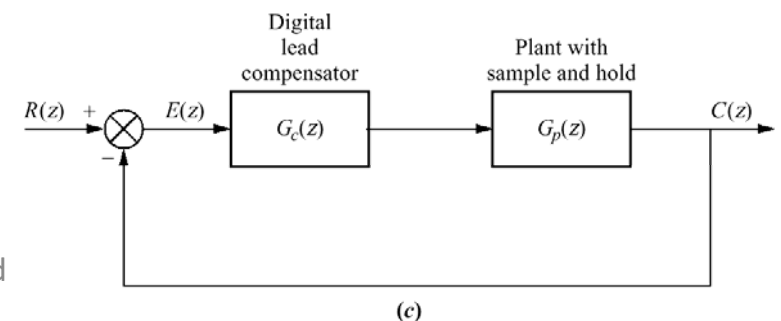 Digital
lead
compensator
Plant with
sample and hold
R(z) + E(z) G_c(z) G_p(z) C(z)
−
d
(c)